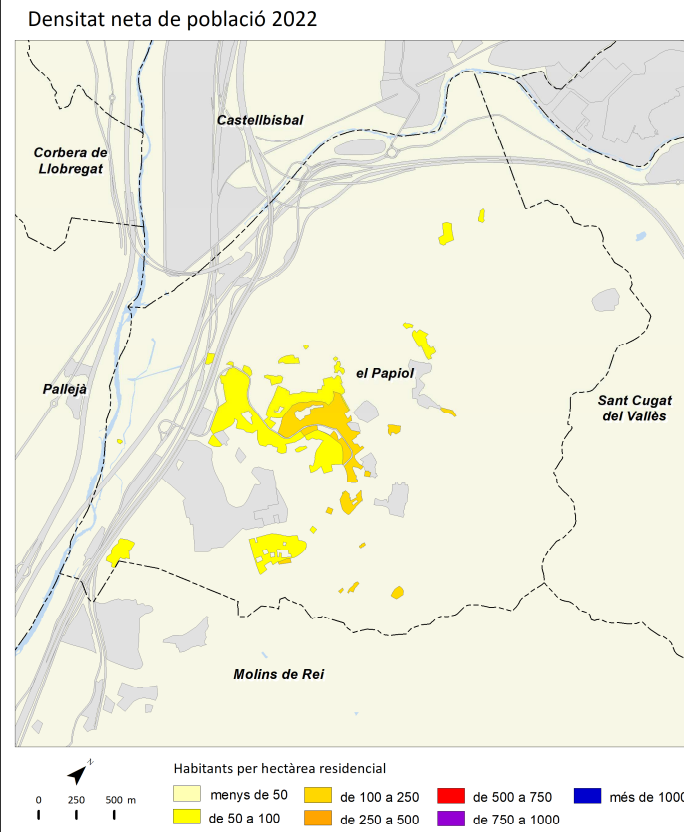 Densitat neta de població 2022
Castellbisbal
Corbera de
Llobregat
el Papiol
Pallejà
Sant Cugat
del Vallès
Molins de Rei
N
Habitants per hectàrea residencial
0 250 500 m
menys de 50
de 50 a 100
de 100 a 250
de 250 a 500
de 500 a 750
de 750 a 1000
més de 1000